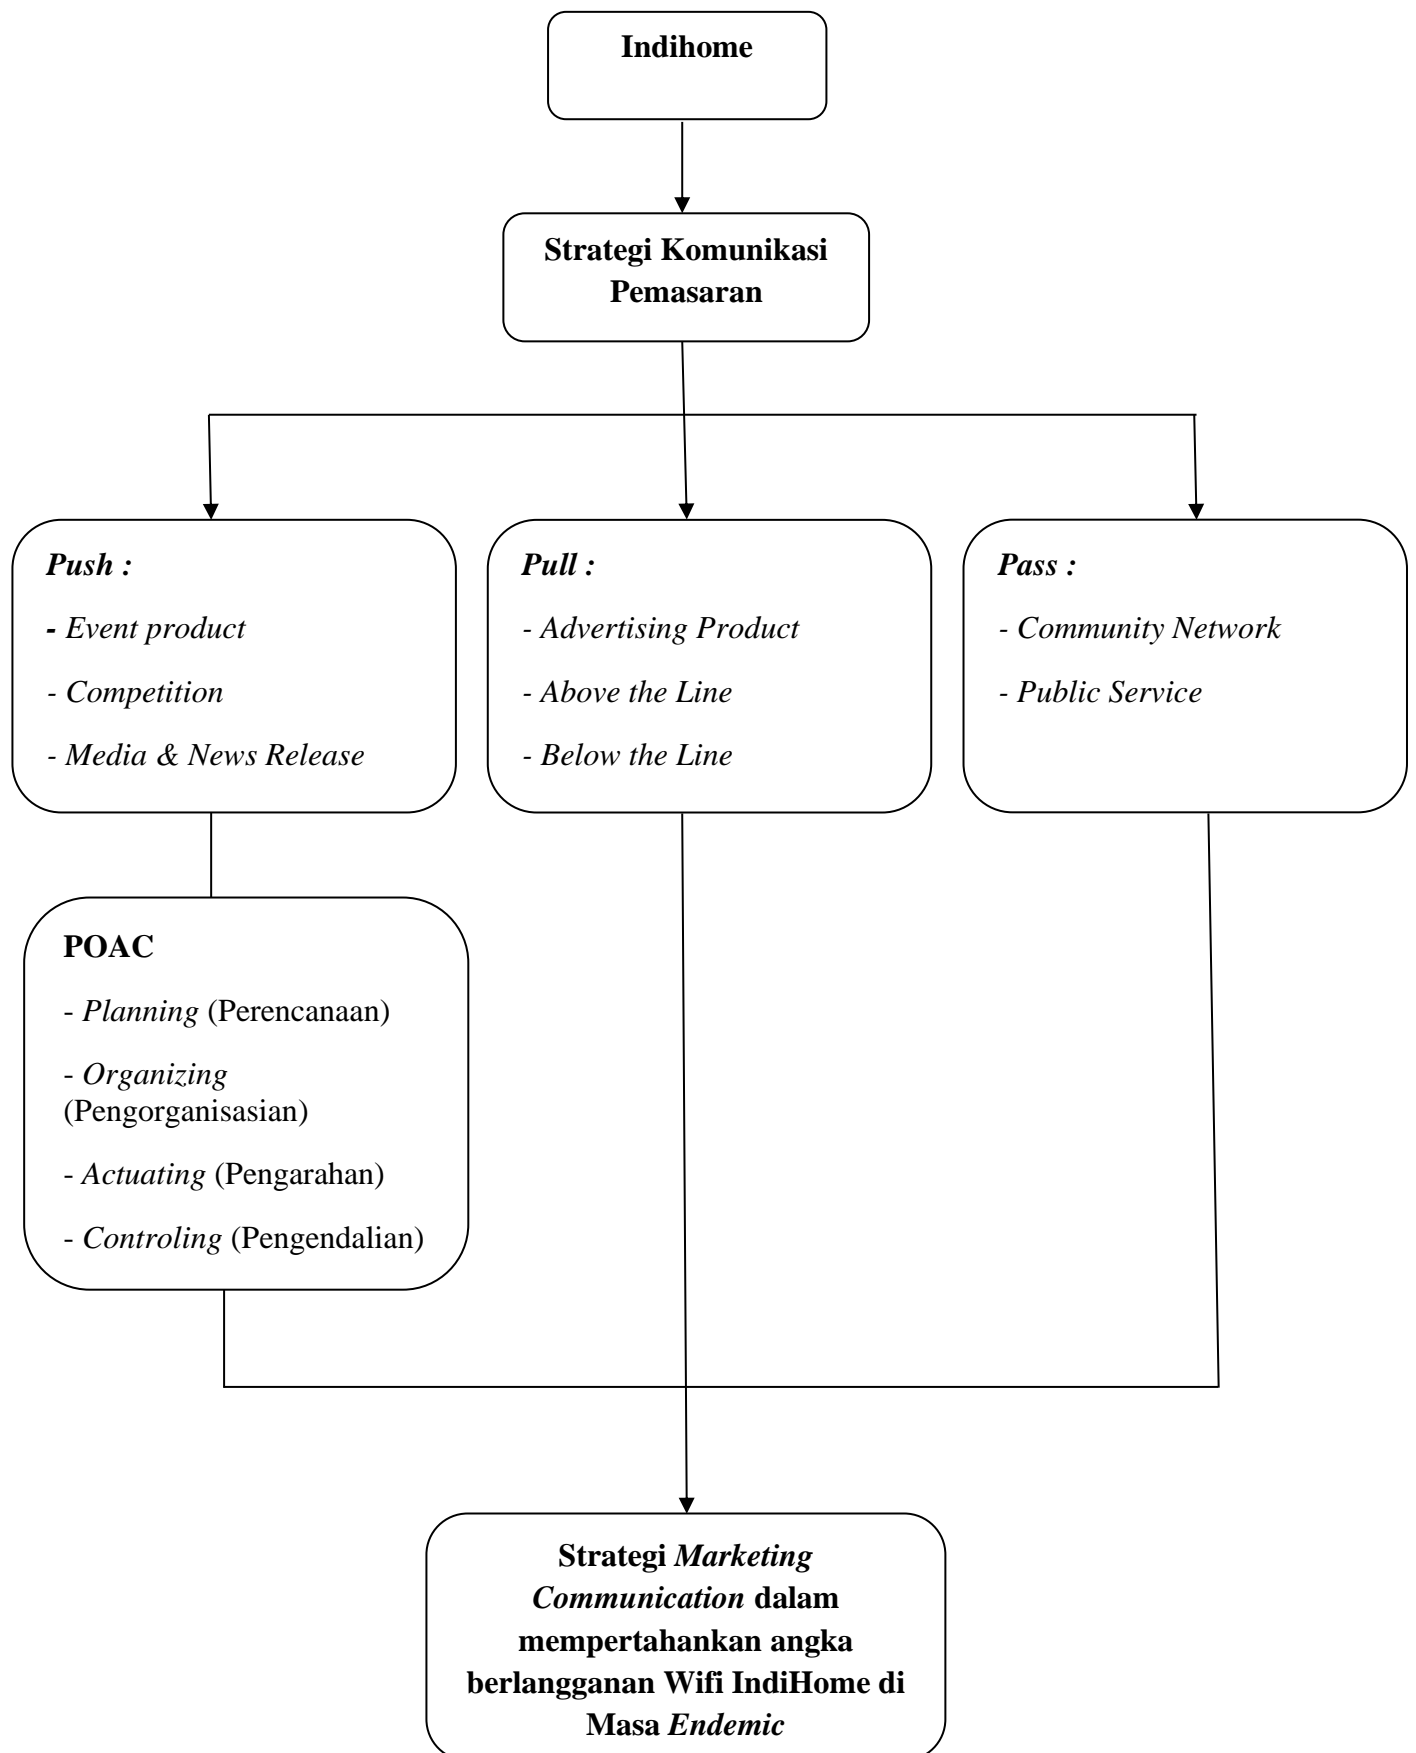 Indihome
Strategi Komunikasi
Pemasaran
Push :
- Event product
- Competition
- Media & News Release
Pull :
- Advertising Product
- Above the Line
- Below the Line
Pass :
- Community Network
- Public Service
POAC
- Planning (Perencanaan)
- Organizing
(Pengorganisasian)
- Actuating (Pengarahan)
- Controling (Pengendalian)
Strategi Marketing
Communication dalam
mempertahankan angka
berlangganan Wifi IndiHome di
Masa Endemic